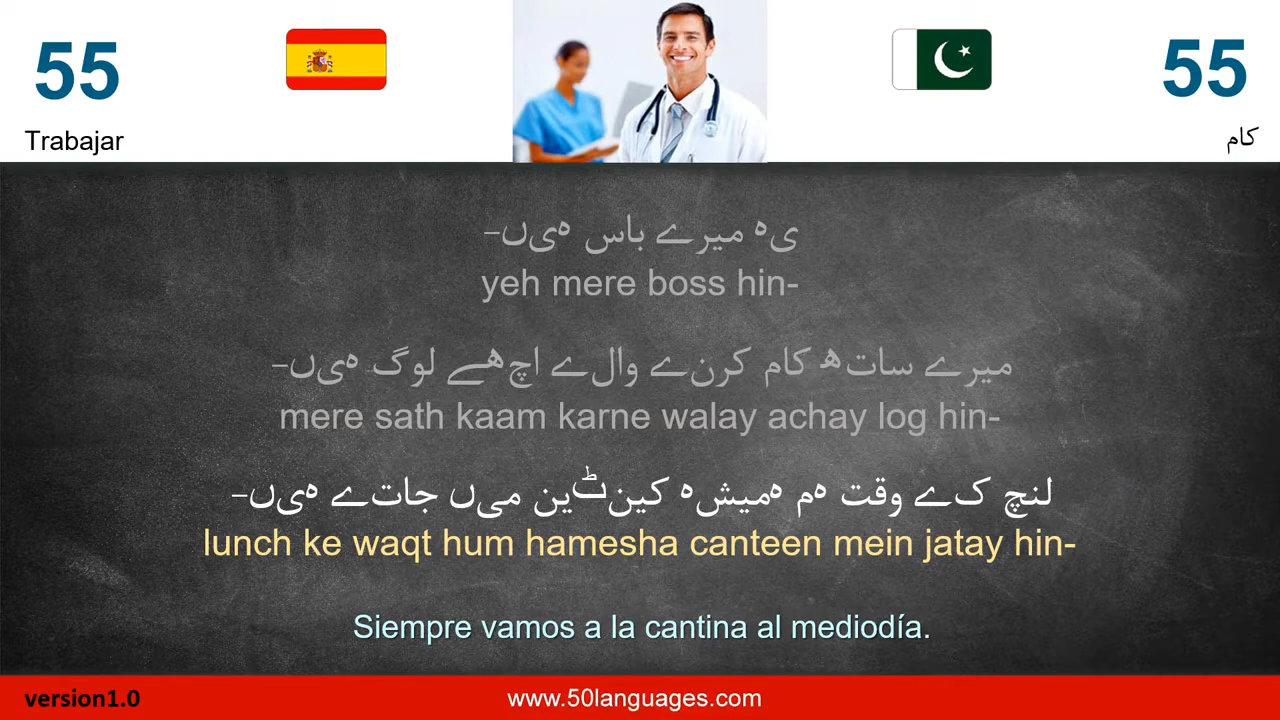 55
55
Trabajar
کام
یہ میرے باس ہیں-
yeh mere boss hin-
میرے ساتھ کام کرنے والے اچھے لوگ ہیں-
mere sath kaam karne walay achay log hin-
لنچ کے وقت ہم ہمیشہ کینٹین میں جاتے ہیں-
lunch ke waqt hum hamesha canteen mein jatay hin-
Siempre vamos a la cantina al mediodía.
version1.0
www.50languages.com